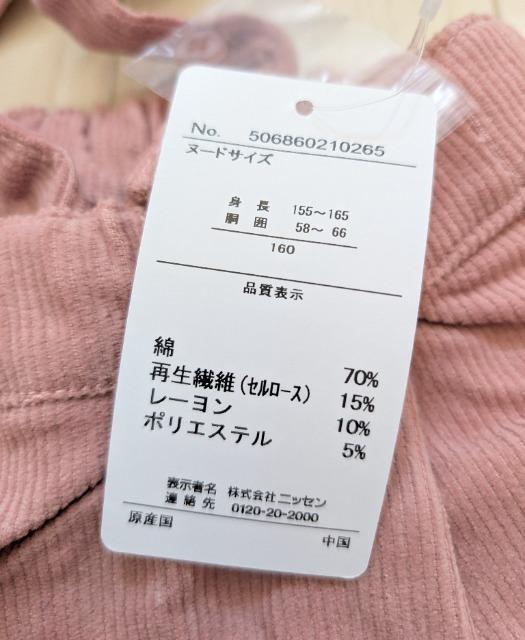 No. 506860210265
ヌードサイズ
身長 155～165
胴囲 58～ 66
160
品質表示
綿 70%
再生繊維(セルロース) 15%
レーヨン 10%
ポリエステル 5%
表示者名 株式会社ニッセン
連絡先 0120-20-2000
原産国 中国